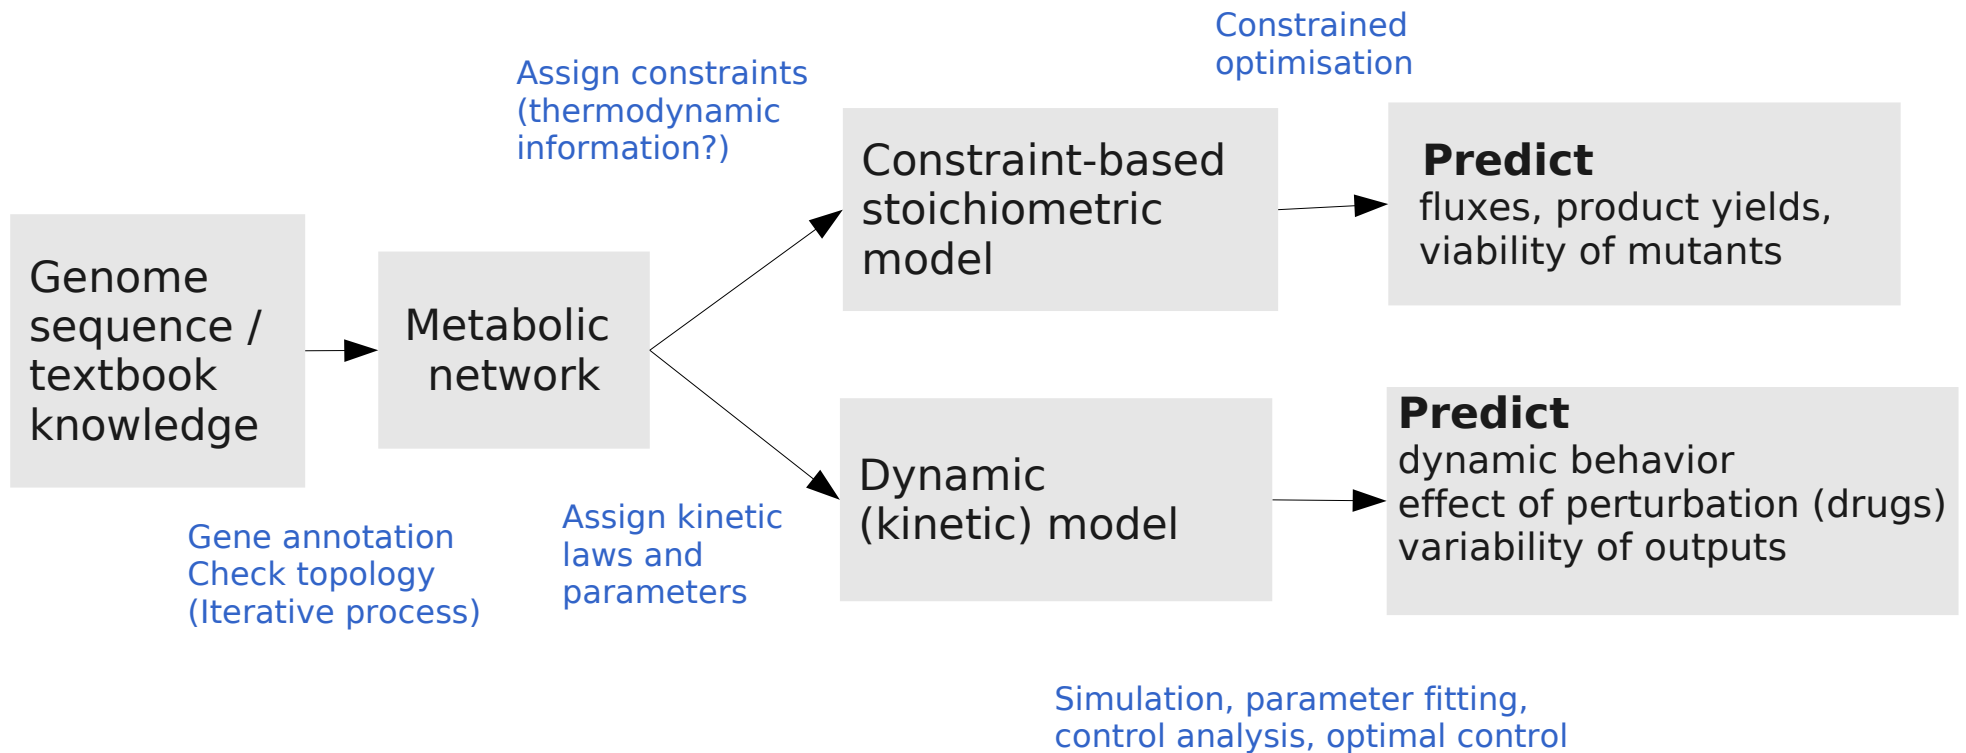 Constrained
optimisation
Assign constraints
(thermodynamic
information?)
Genome
sequence /
textbook
knowledge
Metabolic
network
Constraint-based
stoichiometric
model
Predict
fluxes, product yields,
viability of mutants
Gene annotation
Check topology
(Iterative process)
Assign kinetic
laws and
parameters
Dynamic
(kinetic) model
Predict
dynamic behavior
effect of perturbation (drugs)
variability of outputs
Simulation, parameter fitting,
control analysis, optimal control